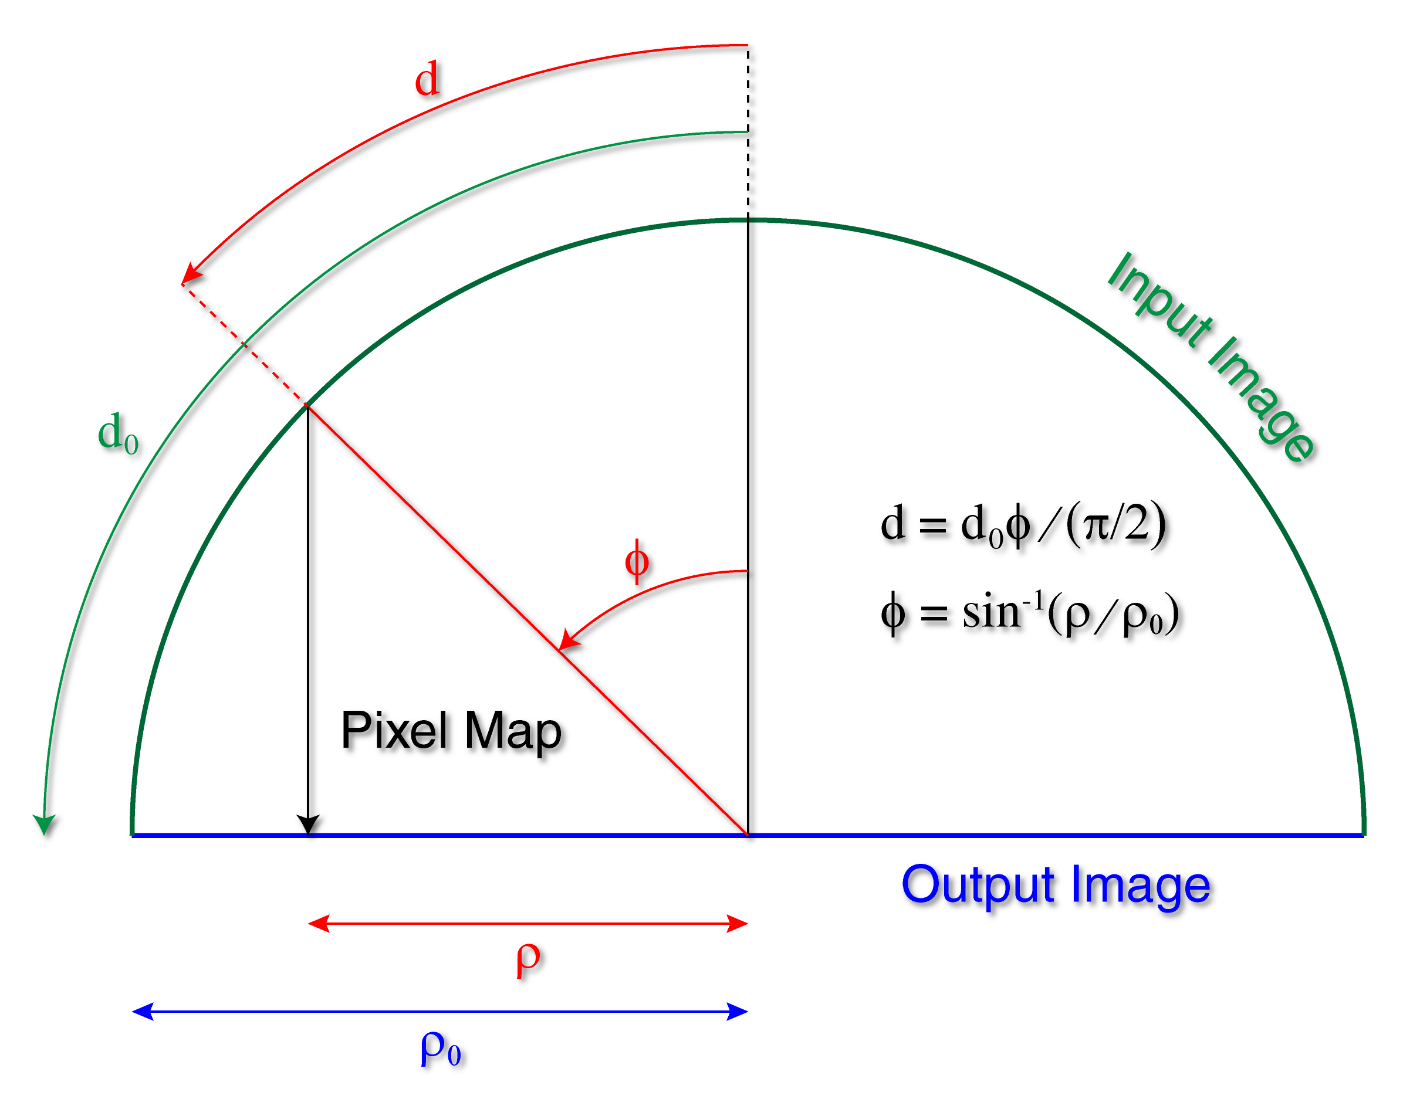 d
d₀
Input Image
d = d₀ϕ/(π/2)
ϕ
ϕ = sin⁻¹(ρ/ρ₀)
Pixel Map
Output Image
ρ
ρ₀